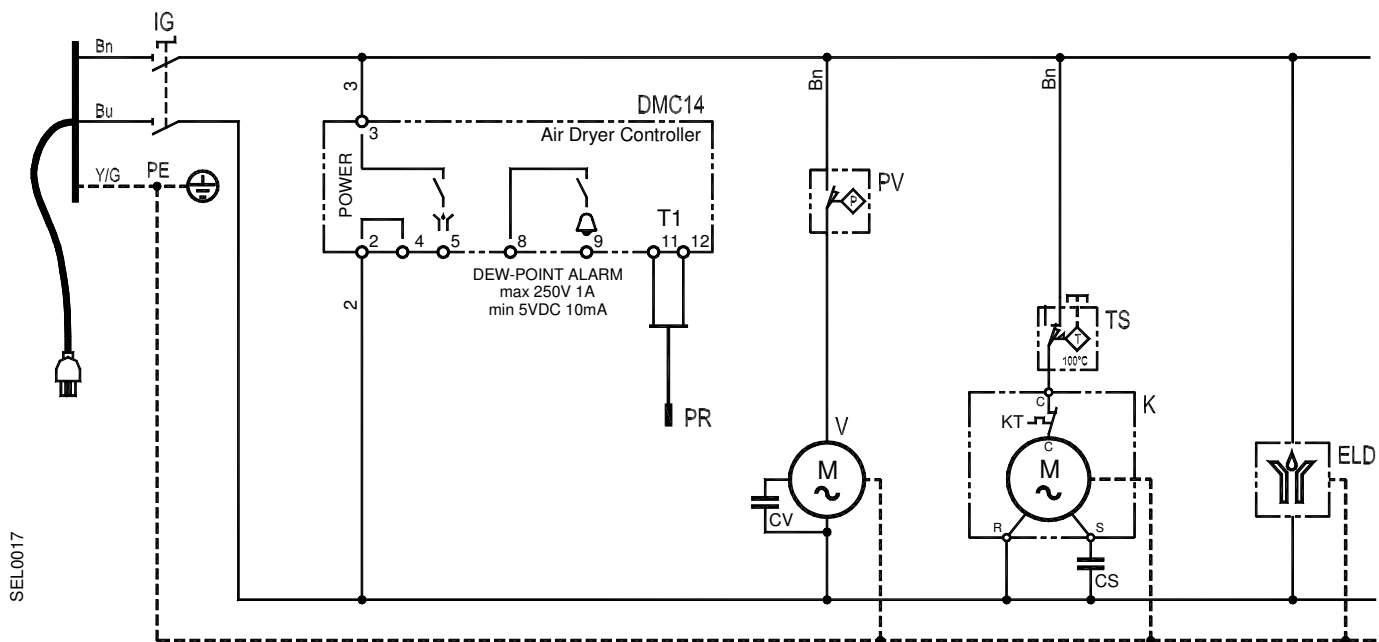 IG
Bn
Bu
Y/G
PE
3
DMC14
3
Air Dryer Controller
POWER
T1
2
4
5
8
9
11
12
DEW-POINT ALARM
max 250V 1A
min 5VDC 10mA
2
PR
Bn
PV
P
V
M
CV
Bn
TS
T
100°C
C
K
KT
C
M
R
S
CS
ELD
SEL0017